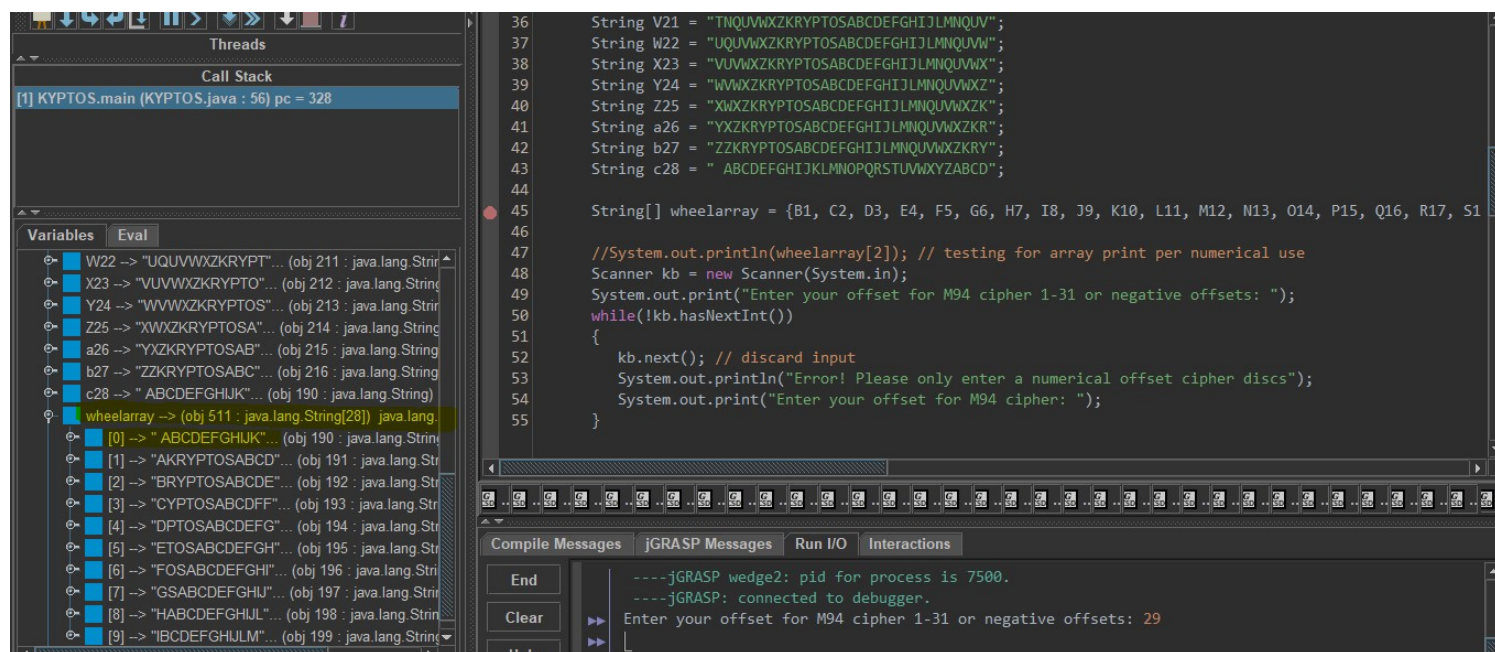 Threads
Call Stack
[1] KYPTOS.main (KYPTOS.java : 56) pc = 328
Variables Eval
W22 --> "UQUVWXZKRYPT"... (obj 211 : java.lang.Strir
X23 --> "VUVWXZKRYPTO"... (obj 212 : java.lang.String
Y24 --> "WVWXZKRYPTOS"... (obj 213 : java.lang.Strin
Z25 --> "XWXZKRYPTOSA"... (obj 214 : java.lang.String
a26 --> "YXZKRYPTOSAB"... (obj 215 : java.lang.String
b27 --> "ZZKRYPTOSABC"... (obj 216 : java.lang.String
c28 --> " ABCDEFGHIJK"... (obj 190 : java.lang.String)
wheelarray --> (obj 511 : java.lang.String[28]) java.lang.
[0] --> " ABCDEFGHIJK"... (obj 190 : java.lang.String
[1] --> "AKRYPTOSABCD"... (obj 191 : java.lang.Str
[2] --> "BRYPTOSABCDE"... (obj 192 : java.lang.Str
[3] --> "CYPTOSABCDFF"... (obj 193 : java.lang.Str
[4] --> "DPTOSABCDEFG"... (obj 194 : java.lang.Str
[5] --> "ETOSABCDEFGH"... (obj 195 : java.lang.Str
[6] --> "FOSABCDEFGHI"... (obj 196 : java.lang.Stri
[7] --> "GSABCDEFGHIJ"... (obj 197 : java.lang.Strir
[8] --> "HABCDEFGHIJL"... (obj 198 : java.lang.Strin
[9] --> "IBCDEFGHIJLM"... (obj 199 : java.lang.String
36 String V21 = "TNQUVWXZKRYPTOSABCDEFGHIJLMNQUV";
37 String W22 = "UQUVWXZKRYPTOSABCDEFGHIJLMNQUVW";
38 String X23 = "VUVWXZKRYPTOSABCDEFGHIJLMNQUVWX";
39 String Y24 = "WVWXZKRYPTOSABCDEFGHIJLMNQUVWXZ";
40 String Z25 = "XWXZKRYPTOSABCDEFGHIJLMNQUVWXZK";
41 String a26 = "YXZKRYPTOSABCDEFGHIJLMNQUVWXZKR";
42 String b27 = "ZZKRYPTOSABCDEFGHIJLMNQUVWXZKRY";
43 String c28 = " ABCDEFGHIJKLMNOPQRSTUVWXYZABCD";
44
45 String[] wheelarray = {B1, C2, D3, E4, F5, G6, H7, I8, J9, K10, L11, M12, N13, O14, P15, Q16, R17, S1
46
47 //System.out.println(wheelarray[2]); // testing for array print per numerical use
48 Scanner kb = new Scanner(System.in);
49 System.out.print("Enter your offset for M94 cipher 1-31 or negative offsets: ");
50 while(!kb.hasNextInt())
51 {
52 kb.next(); // discard input
53 System.out.println("Error! Please only enter a numerical offset cipher discs");
54 System.out.print("Enter your offset for M94 cipher: ");
55 }
Compile Messages jGRASP Messages Run I/O Interactions
End
Clear
----jGRASP wedge2: pid for process is 7500.
----jGRASP: connected to debugger.
Enter your offset for M94 cipher 1-31 or negative offsets: 29